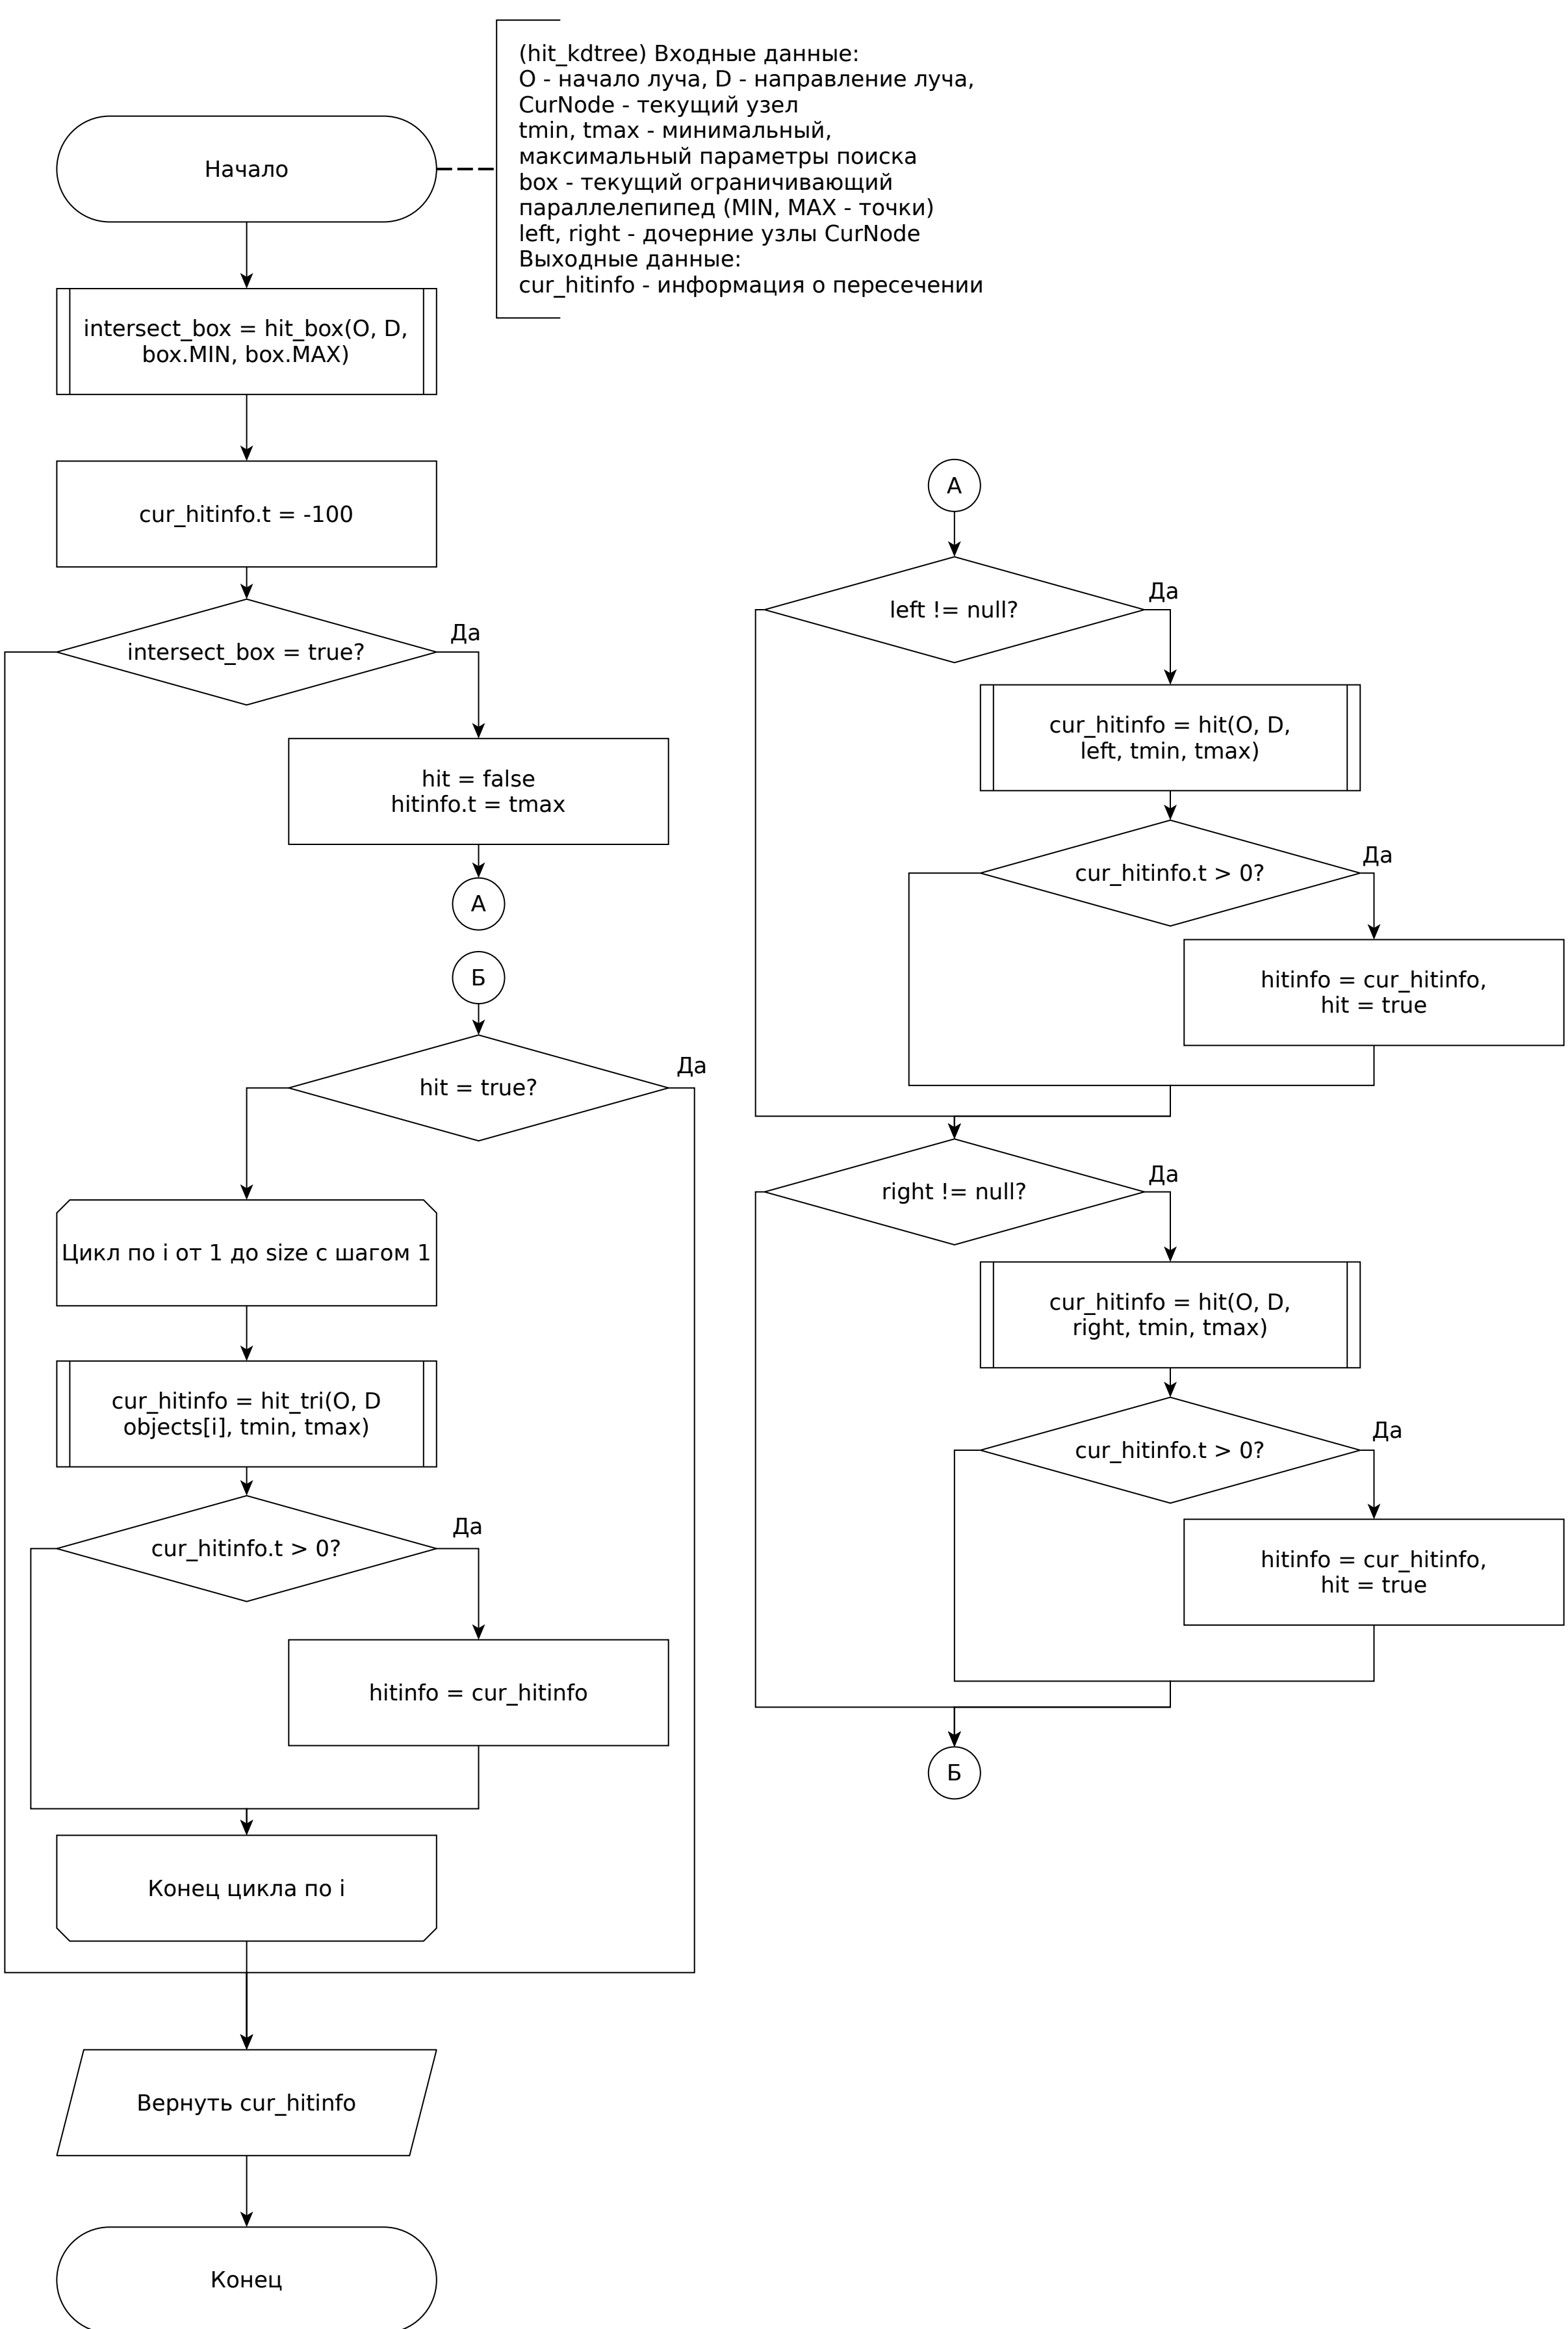 (hit_kdtree) Входные данные:
O - начало луча, D - направление луча,
CurNode - текущий узел
tmin, tmax - минимальный,
максимальный параметры поиска
box - текущий ограничивающий
параллелепипед (MIN, MAX - точки)
left, right - дочерние узлы CurNode
Выходные данные:
cur_hitinfo - информация о пересечении
Начало
intersect_box = hit_box(O, D,
box.MIN, box.MAX)
cur_hitinfo.t = -100
intersect_box = true?
Да
hit = false
hitinfo.t = tmax
А
Б
hit = true?
Да
Цикл по i от 1 до size с шагом 1
cur_hitinfo = hit_tri(O, D
objects[i], tmin, tmax)
cur_hitinfo.t > 0?
Да
hitinfo = cur_hitinfo
Конец цикла по i
Вернуть cur_hitinfo
Конец
А
left != null?
Да
cur_hitinfo = hit(O, D,
left, tmin, tmax)
cur_hitinfo.t > 0?
Да
hitinfo = cur_hitinfo,
hit = true
right != null?
Да
cur_hitinfo = hit(O, D,
right, tmin, tmax)
cur_hitinfo.t > 0?
Да
hitinfo = cur_hitinfo,
hit = true
Б